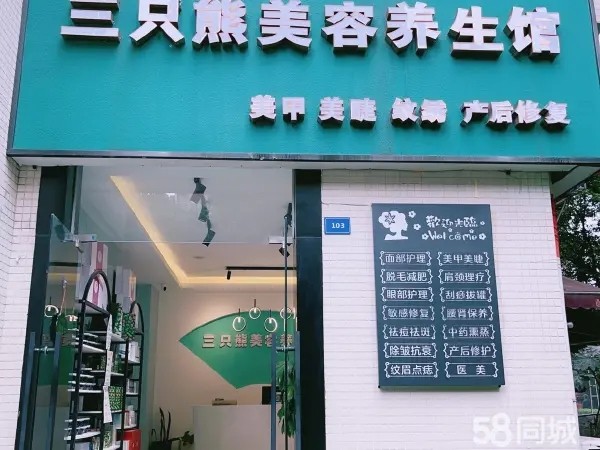 三只熊美容养生馆
美甲 美睫 纹绣 产后修复
103
歡迎光臨
Welcome
面部护理 美甲美睫
脱毛减肥 肩颈理疗
眼部护理 刮痧拔罐
敏感修复 腰肾保养
祛痘祛斑 中药熏蒸
除皱抗衰 产后修护
纹眉点痣 医美
三只熊美容养
58同城